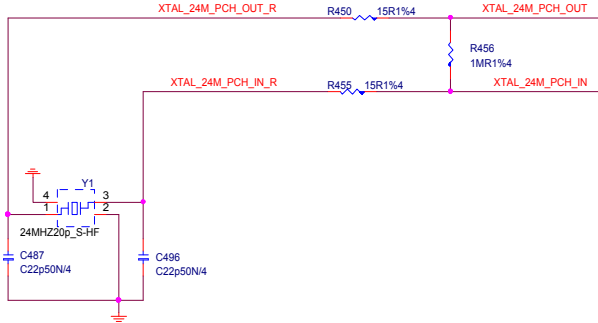 XTAL_24M_PCH_OUT_R
R450
15R1%4
XTAL_24M_PCH_OUT
R456
1MR1%4
XTAL_24M_PCH_IN_R
R455
15R1%4
XTAL_24M_PCH_IN
Y1
4
3
1
2
24MHZ20p_S-HF
C487
C22p50N/4
C496
C22p50N/4